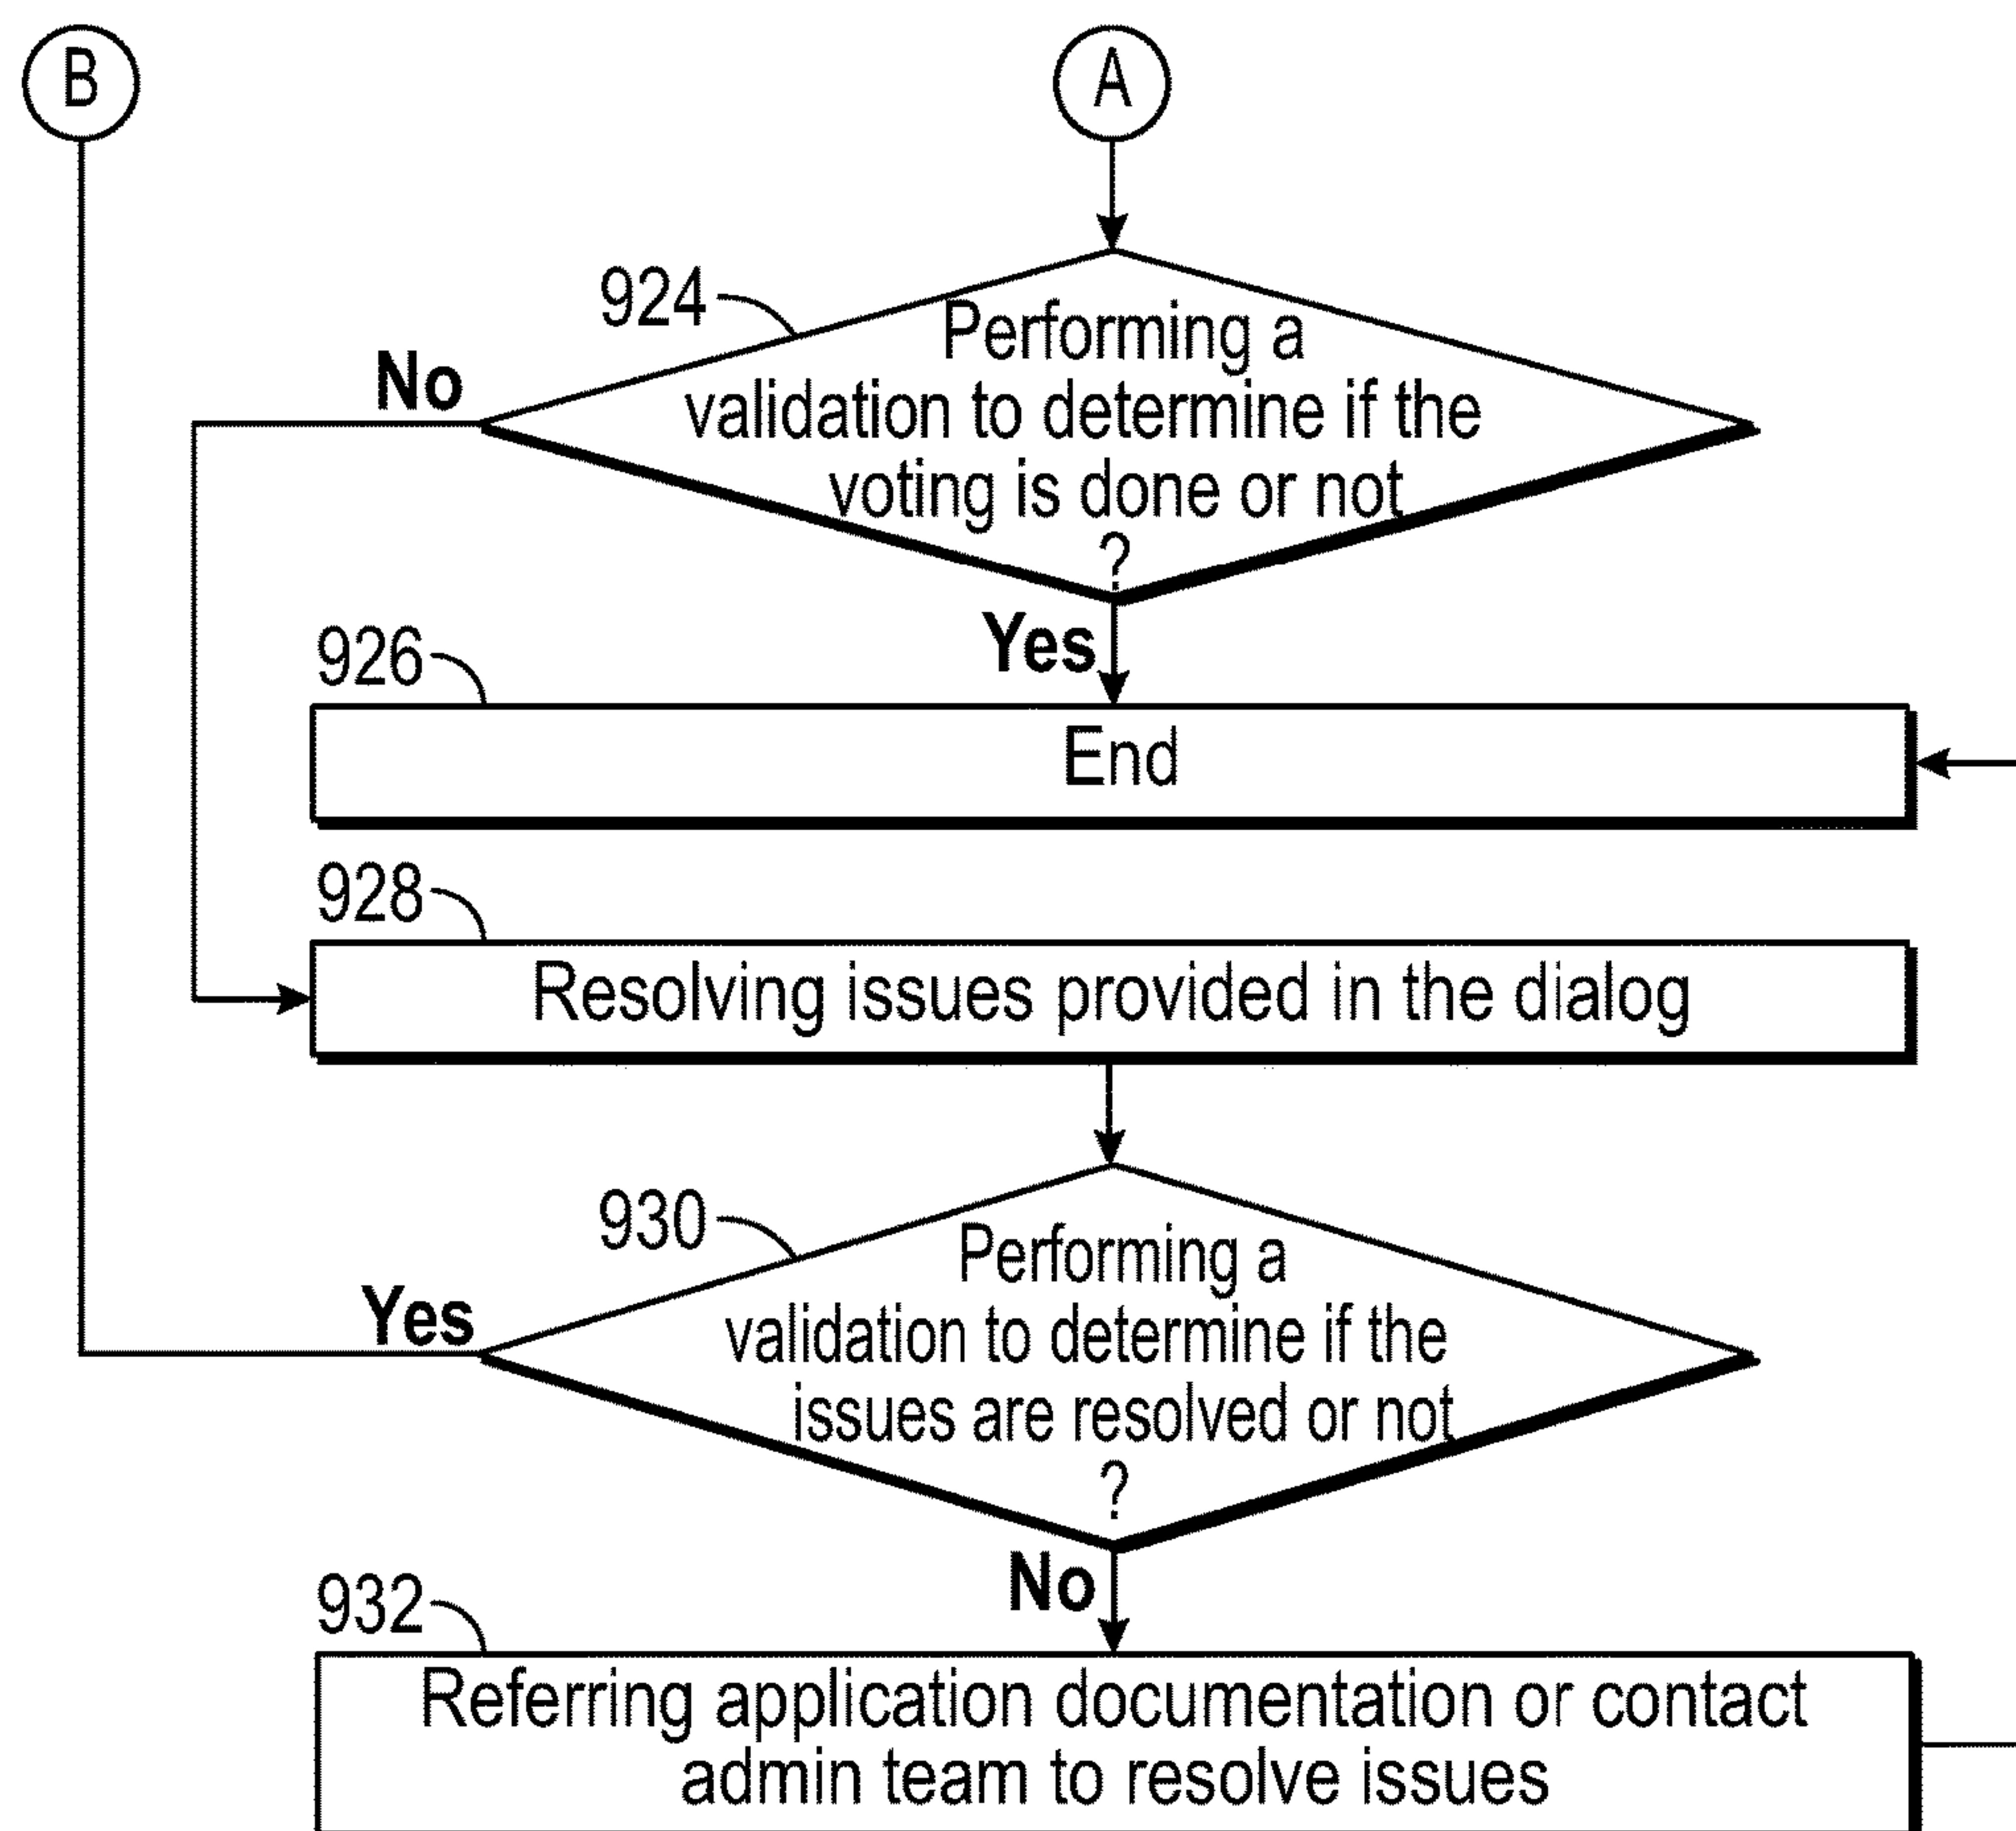 B
A
924
Performing a
No
validation to determine if the
voting is done or not
?
Yes
926
End
928
Resolving issues provided in the dialog
930
Performing a
Yes
validation to determine if the
issues are resolved or not
?
No
932
Referring application documentation or contact
admin team to resolve issues